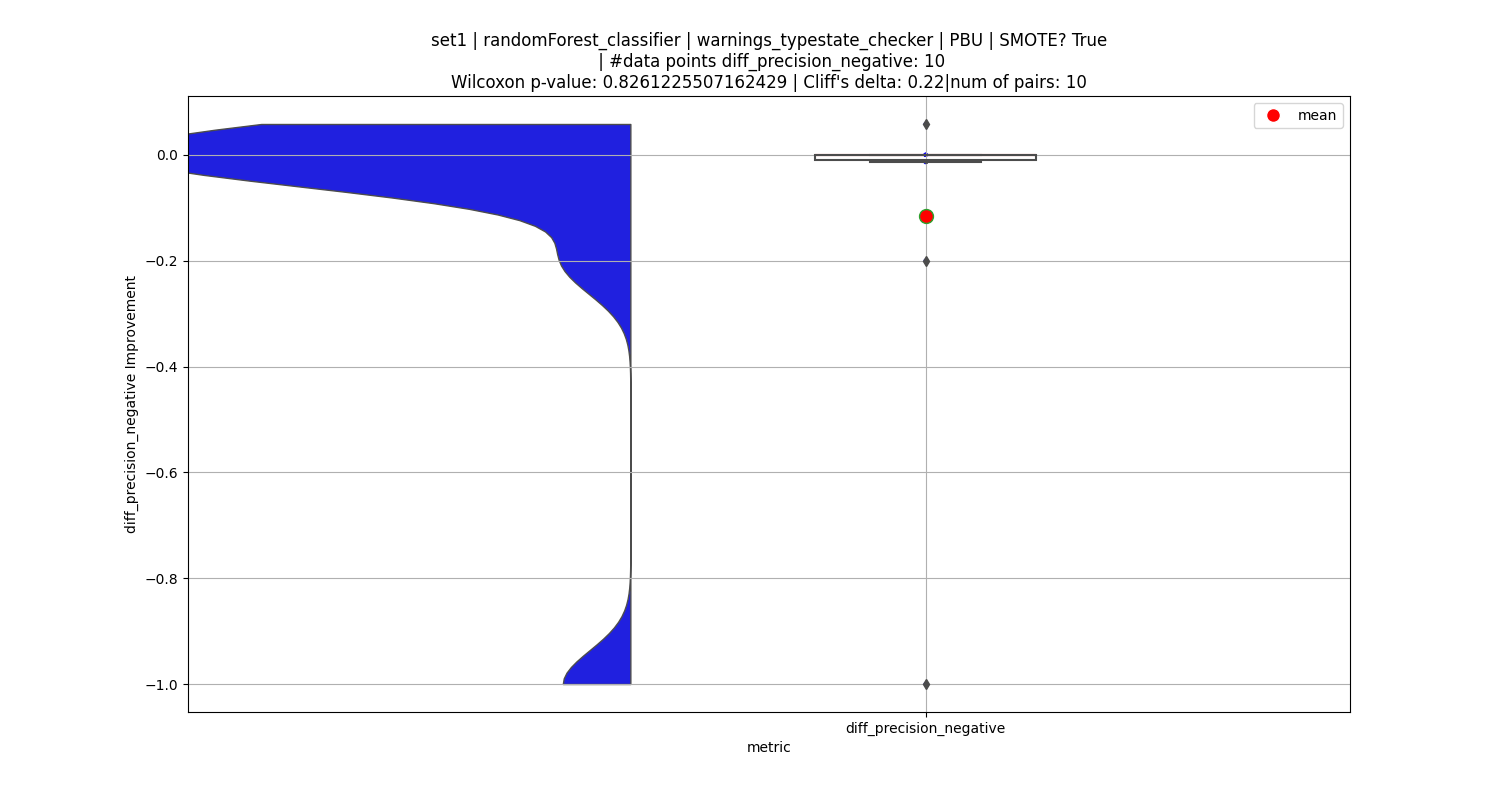 set1 | randomForest_classifier | warnings_typestate_checker | PBU | SMOTE? True
| #data points diff_precision_negative: 10
Wilcoxon p-value: 0.8261225507162429 | Cliff's delta: 0.22|num of pairs: 10
mean
0.0
−0.2
−0.4
−0.6
−0.8
−1.0
diff_precision_negative Improvement
diff_precision_negative
metric